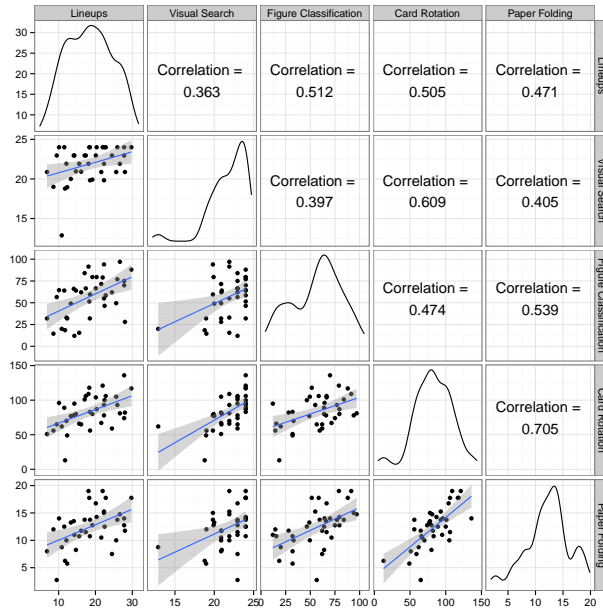 Lineups
Visual Search
Figure Classification
Card Rotation
Paper Folding
30
25
20
15
10
Correlation =
0.363
Correlation =
0.512
Correlation =
0.505
Correlation =
0.471
Lineups
25
20
15
Correlation =
0.397
Correlation =
0.609
Correlation =
0.405
Visual Search
100
75
50
25
0
Correlation =
0.474
Correlation =
0.539
Figure Classification
150
100
50
0
Correlation =
0.705
Card Rotation
20
15
10
5
Paper Folding
10
20
30
15
20
25
0
25
50
75
100
0
50
100
150
5
10
15
20